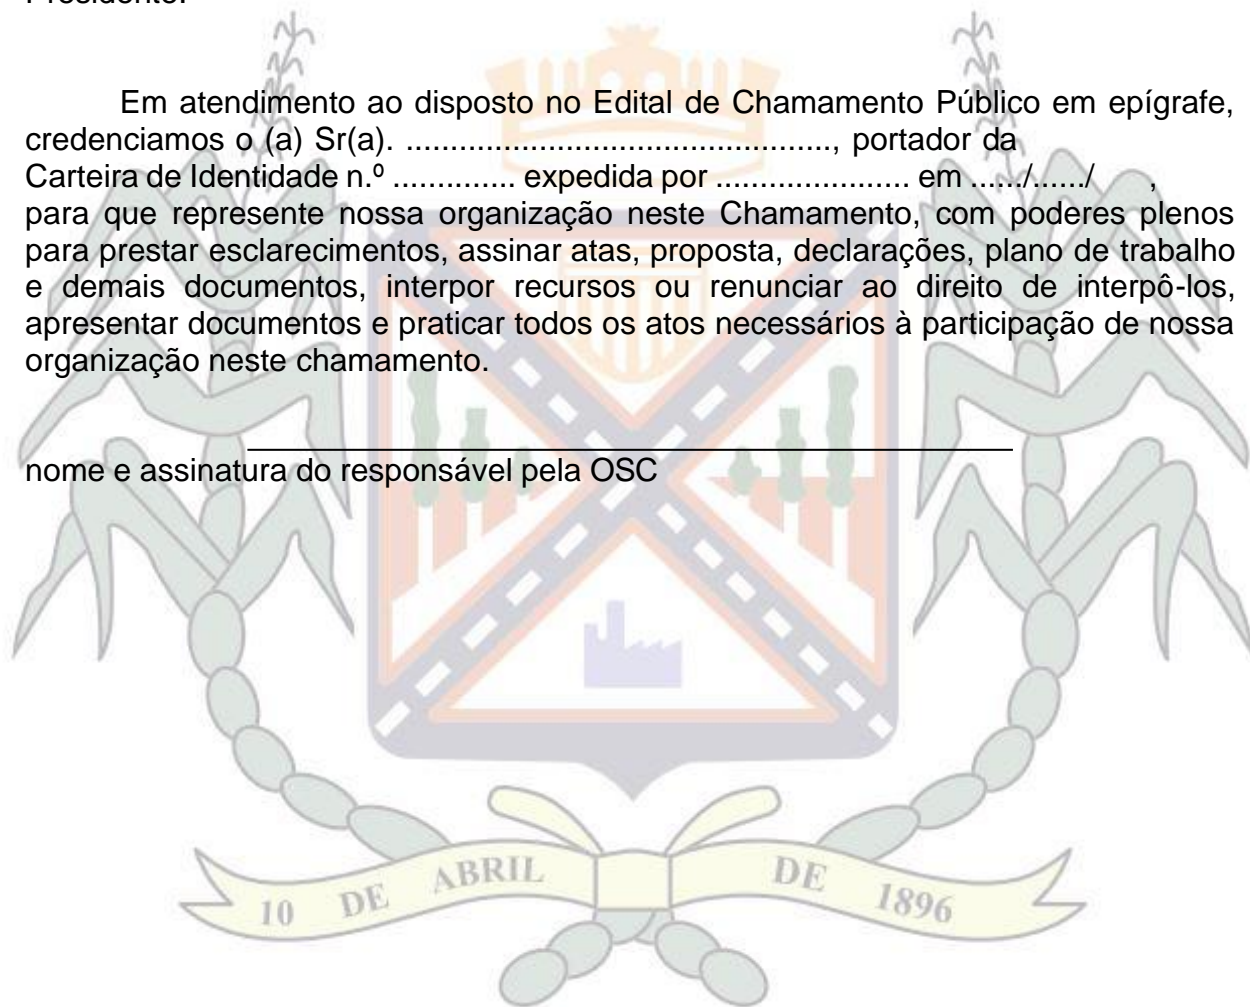 Presidente.
Em atendimento ao disposto no Edital de Chamamento Público em epígrafe,
credenciamos o (a) Sr(a). ................................................, portador da
Carteira de Identidade n.º .............. expedida por ...................... em ....../....../ ,
para que represente nossa organização neste Chamamento, com poderes plenos
para prestar esclarecimentos, assinar atas, proposta, declarações, plano de trabalho
e demais documentos, interpor recursos ou renunciar ao direito de interpô-los,
apresentar documentos e praticar todos os atos necessários à participação de nossa
organização neste chamamento.
nome e assinatura do responsável pela OSC
10 DE ABRIL DE 1896